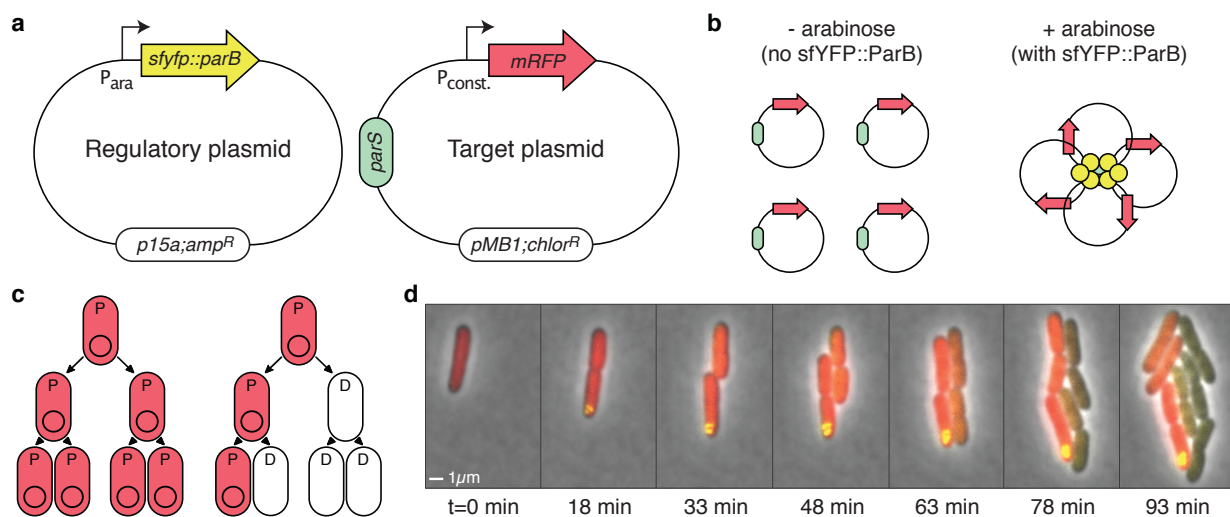 a
sfyfp::parB
Para
Regulatory plasmid
p15a;ampR
mRFP
Pconst.
parS
Target plasmid
pMB1;chlorR
b
- arabinose
(no sfYFP::ParB)
+ arabinose
(with sfYFP::ParB)
c
P P
P P P D
P P P P P D D D
d
1µm
t=0 min 18 min 33 min 48 min 63 min 78 min 93 min